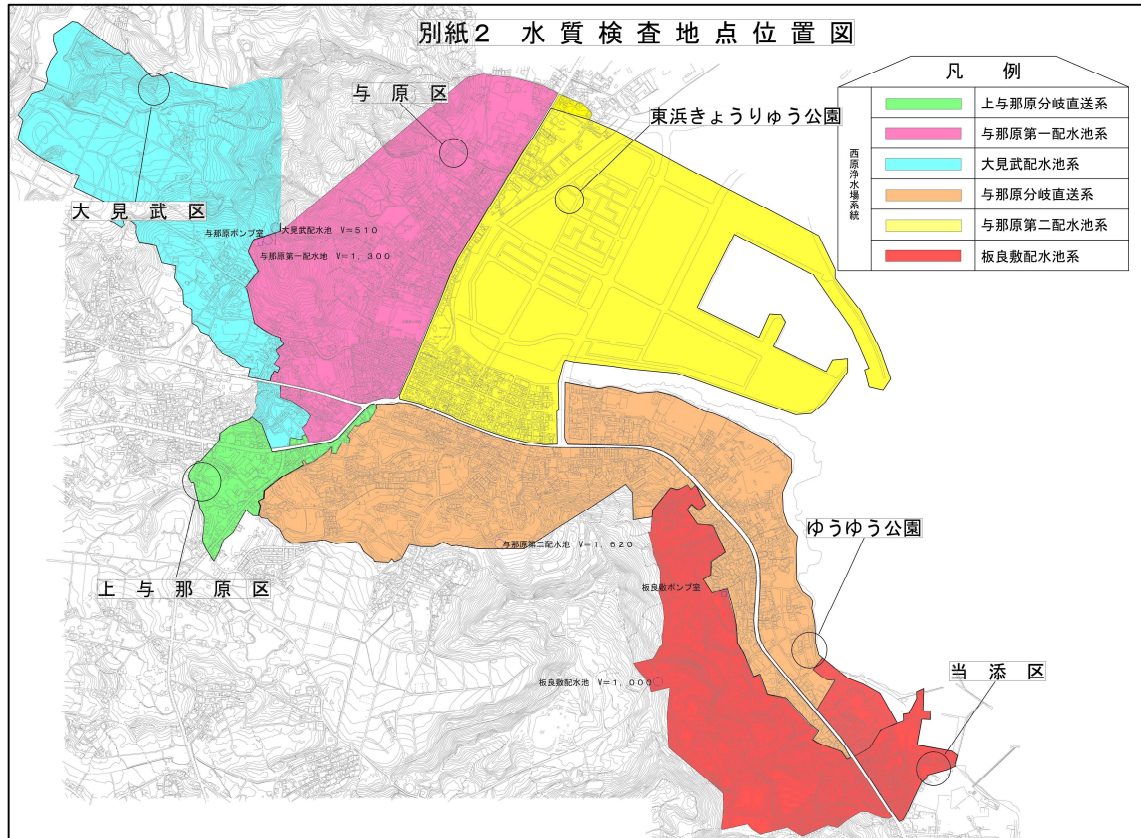 別紙2 水質検査地点位置図
凡例
西原浄水場系統
上与那原分岐直送系
与那原第一配水池系
大見武配水池系
与那原分岐直送系
与那原第二配水池系
板良敷配水池系
与原区
東浜きょうりゅう公園
大見武区
与那原ポンプ室
大見武配水池 V=510
与那原第一配水地 V=1,300
上与那原区
与那原第二配水池 V=1,620
ゆうゆう公園
板良敷ポンプ室
板良敷配水池 V=1,000
当添区